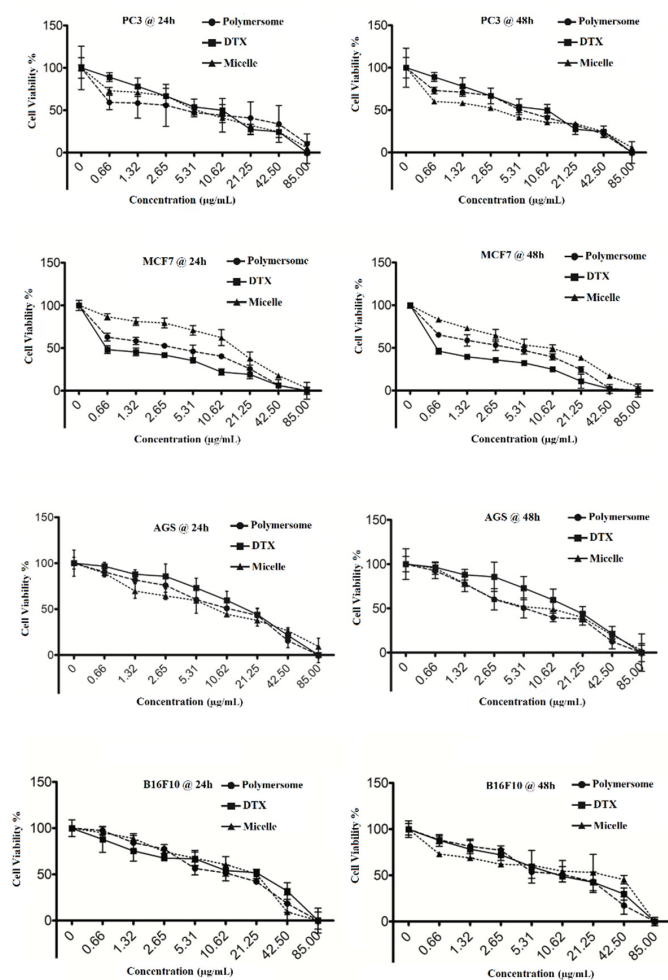 PC3 @ 24h
Polymersome
DTX
Micelle
Cell Viability %
150
100
50
0
0 0.66 1.32 2.65 5.31 10.62 21.25 42.50 85.00
Concentration (µg/mL)
PC3 @ 48h
Polymersome
DTX
Micelle
Cell Viability %
150
100
50
0
0 0.66 1.32 2.65 5.31 10.62 21.25 42.50 85.00
Concentration (µg/mL)
MCF7 @ 24h
Polymersome
DTX
Micelle
Cell Viability %
150
100
50
0
0 0.66 1.32 2.65 5.31 10.62 21.25 42.50 85.00
Concentration (µg/mL)
MCF7 @ 48h
Polymersome
DTX
Micelle
Cell Viability %
150
100
50
0
0 0.66 1.32 2.65 5.31 10.62 21.25 42.50 85.00
Concentration (µg/mL)
AGS @ 24h
Polymersome
DTX
Micelle
Cell Viability %
150
100
50
0
0 0.66 1.32 2.65 5.31 10.62 21.25 42.50 85.00
Concentration (µg/mL)
AGS @ 48h
Polymersome
DTX
Micelle
Cell Viability %
150
100
50
0
0 0.66 1.32 2.65 5.31 10.62 21.25 42.50 85.00
Concentration (µg/mL)
B16F10 @ 24h
Polymersome
DTX
Micelle
Cell Viability %
150
100
50
0
0 0.66 1.32 2.65 5.31 10.62 21.25 42.50 85.00
Concentration (µg/mL)
B16F10 @ 48h
Polymersome
DTX
Micelle
Cell Viability %
150
100
50
0
0 0.66 1.32 2.65 5.31 10.62 21.25 42.50 85.00
Concentration (µg/mL)